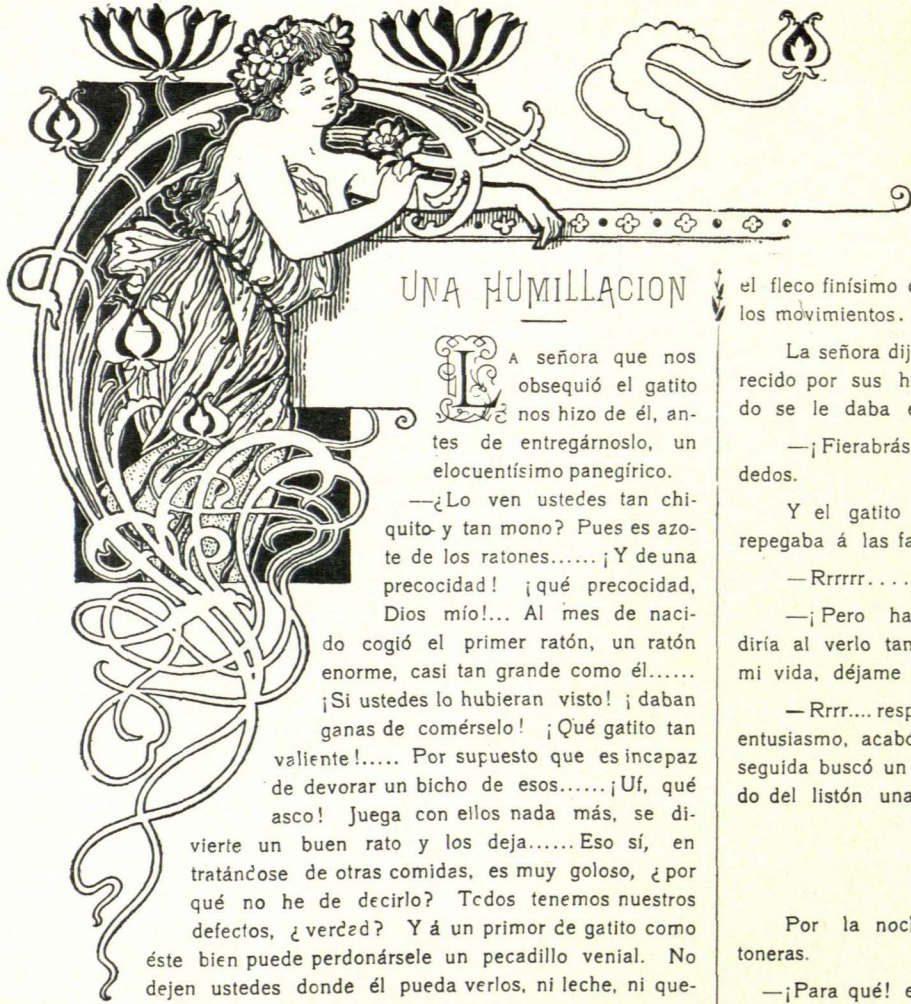 UNA HUMILLACION
LA señora que nos
obsequió el gatito
nos hizo de él, an-
tes de entregárnoslo, un
elocuentísimo panegírico.
—¿Lo ven ustedes tan chi-
quito y tan mono? Pues es azo-
te de los ratones...... ¡Y de una
precocidad! ¡qué precocidad,
Dios mío!... Al mes de naci-
do cogió el primer ratón, un ratón
enorme, casi tan grande como él......
¡Si ustedes lo hubieran visto! ¡daban
ganas de comérselo! ¡Qué gatito tan
valiente!..... Por supuesto que es incapaz
de devorar un bicho de esos...... ¡Uf, qué
asco! Juega con ellos nada más, se di-
vierte un buen rato y los deja...... Eso sí, en
tratándose de otras comidas, es muy goloso, ¿por
qué no he de decirlo? Todos tenemos nuestros
defectos, ¿verdad? Y á un primor de gatito como
éste bien puede perdonársele un pecadillo venial. No
dejen ustedes donde él pueda verlos, ni leche, ni que-
el fleco finísimo
los movimientos.
La señora dij
recido por sus h
do se le daba
—¡Fierabrás
dedos.
Y el gatito
repegaba á las fa
—Rrrrrr....
—¡Pero ha
diría al verlo tan
mi vida, déjame
—Rrrr.... resp
entusiasmo, acabó
seguida buscó un
do del listón una
Por la noch
toneras.
—¡Para qué! e